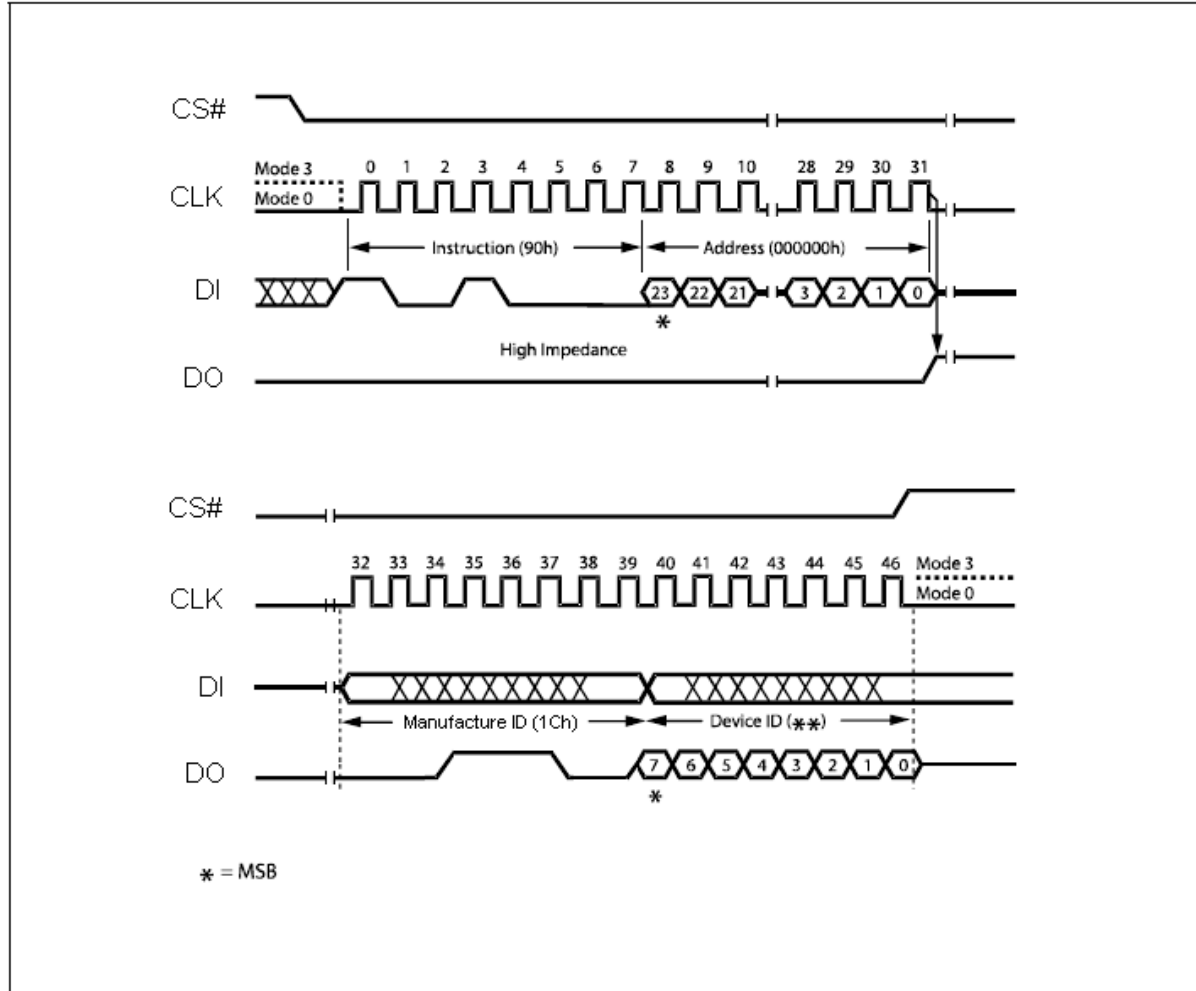 CS#
Mode 3
0 1 2 3 4 5 6 7 8 9 10 28 29 30 31
CLK
Mode 0
Instruction (90h) Address (000000h)
DI
23 22 21 3 2 1 0
*
High Impedance
DO
CS#
32 33 34 35 36 37 38 39 40 41 42 43 44 45 46
Mode 3
CLK
Mode 0
DI
Manufacture ID (1Ch) Device ID (**)
DO
7 6 5 4 3 2 1 0
*
* = MSB